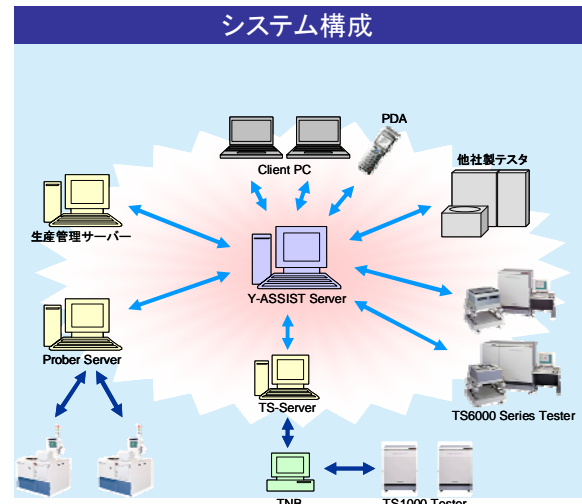 システム構成
PDA
Client PC
他社製テスタ
生産管理サーバー
Y-ASSIST Server
Prober Server
TS-Server
TS6000 Series Tester
TNB
TS1000 Tester